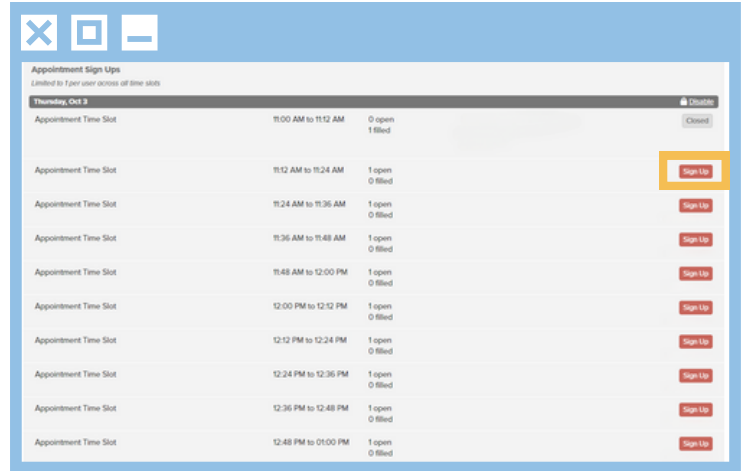 Appointment Sign Ups
Limited to 1 per user across all time slots
Thursday, Oct 3 Disable
Appointment Time Slot 11:00 AM to 11:12 AM 0 open Closed
1 filled
Appointment Time Slot 11:12 AM to 11:24 AM 1 open Sign Up
0 filled
Appointment Time Slot 11:24 AM to 11:36 AM 1 open Sign Up
0 filled
Appointment Time Slot 11:36 AM to 11:48 AM 1 open Sign Up
0 filled
Appointment Time Slot 11:48 AM to 12:00 PM 1 open Sign Up
0 filled
Appointment Time Slot 12:00 PM to 12:12 PM 1 open Sign Up
0 filled
Appointment Time Slot 12:12 PM to 12:24 PM 1 open Sign Up
0 filled
Appointment Time Slot 12:24 PM to 12:36 PM 1 open Sign Up
0 filled
Appointment Time Slot 12:36 PM to 12:48 PM 1 open Sign Up
0 filled
Appointment Time Slot 12:48 PM to 01:00 PM 1 open Sign Up
0 filled